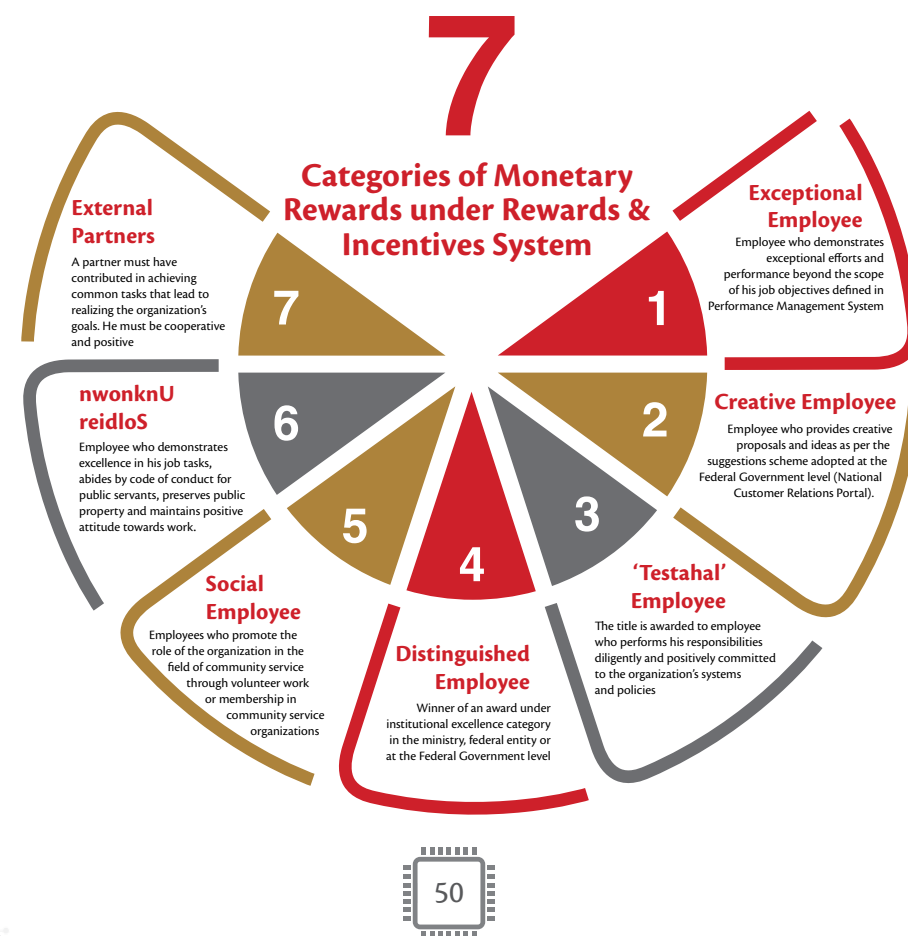 7
Categories of Monetary
Rewards under Rewards &
Incentives System
1
Exceptional
Employee
Employee who demonstrates
exceptional efforts and
performance beyond the scope
of his job objectives defined in
Performance Management System
2
Creative Employee
Employee who provides creative
proposals and ideas as per the
suggestions scheme adopted at the
Federal Government level (National
Customer Relations Portal).
3
‘Testahal’
Employee
The title is awarded to employee
who performs his responsibilities
diligently and positively committed
to the organization's systems
and policies
4
Distinguished
Employee
Winner of an award under
institutional excellence category
in the ministry, federal entity or
at the Federal Government level
5
Social
Employee
Employees who promote the
role of the organization in the
field of community service
through volunteer work
or membership in
community service
organizations
6
nwonknU
reidloS
Employee who demonstrates
excellence in his job tasks,
abides by code of conduct for
public servants, preserves public
property and maintains positive
attitude towards work.
7
External
Partners
A partner must have
contributed in achieving
common tasks that lead to
realizing the organization's
goals. He must be cooperative
and positive
50